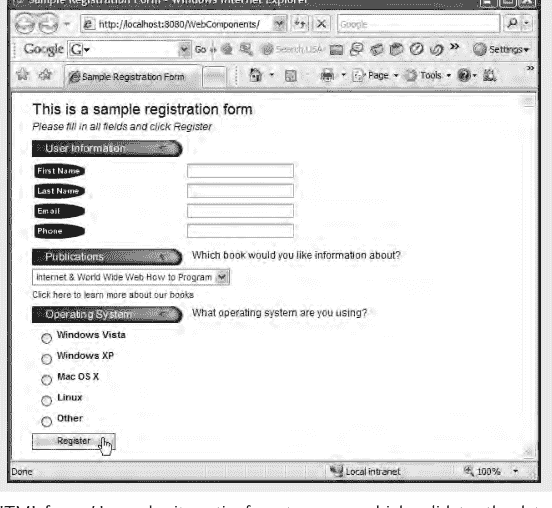 Sample Registration Form - Windows Internet Explorer
http://localhost:8080/WebComponents/ Google
Google G Go Search USA Settings
Sample Registration Form Page Tools
This is a sample registration form
Please fill in all fields and click Register
User Information
First Name
Last Name
Email
Phone
Publications Which book would you like information about?
Internet & World Wide Web How to Program
Click here to learn more about our books
Operating System What operating system are you using?
Windows Vista
Windows XP
Mac OS X
Linux
Other
Register
Done Local intranet 100%